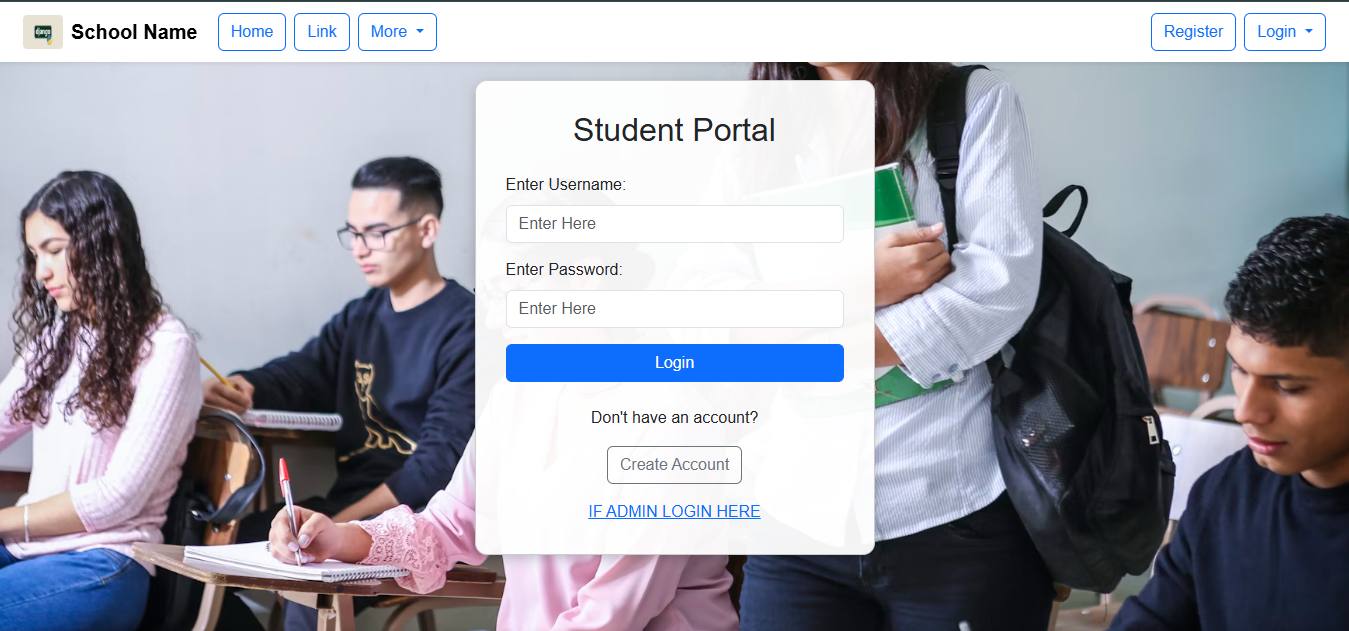 django
School Name
Home
Link
More
Register
Login
Student Portal
Enter Username:
Enter Here
Enter Password:
Enter Here
Login
Don't have an account?
Create Account
IF ADMIN LOGIN HERE